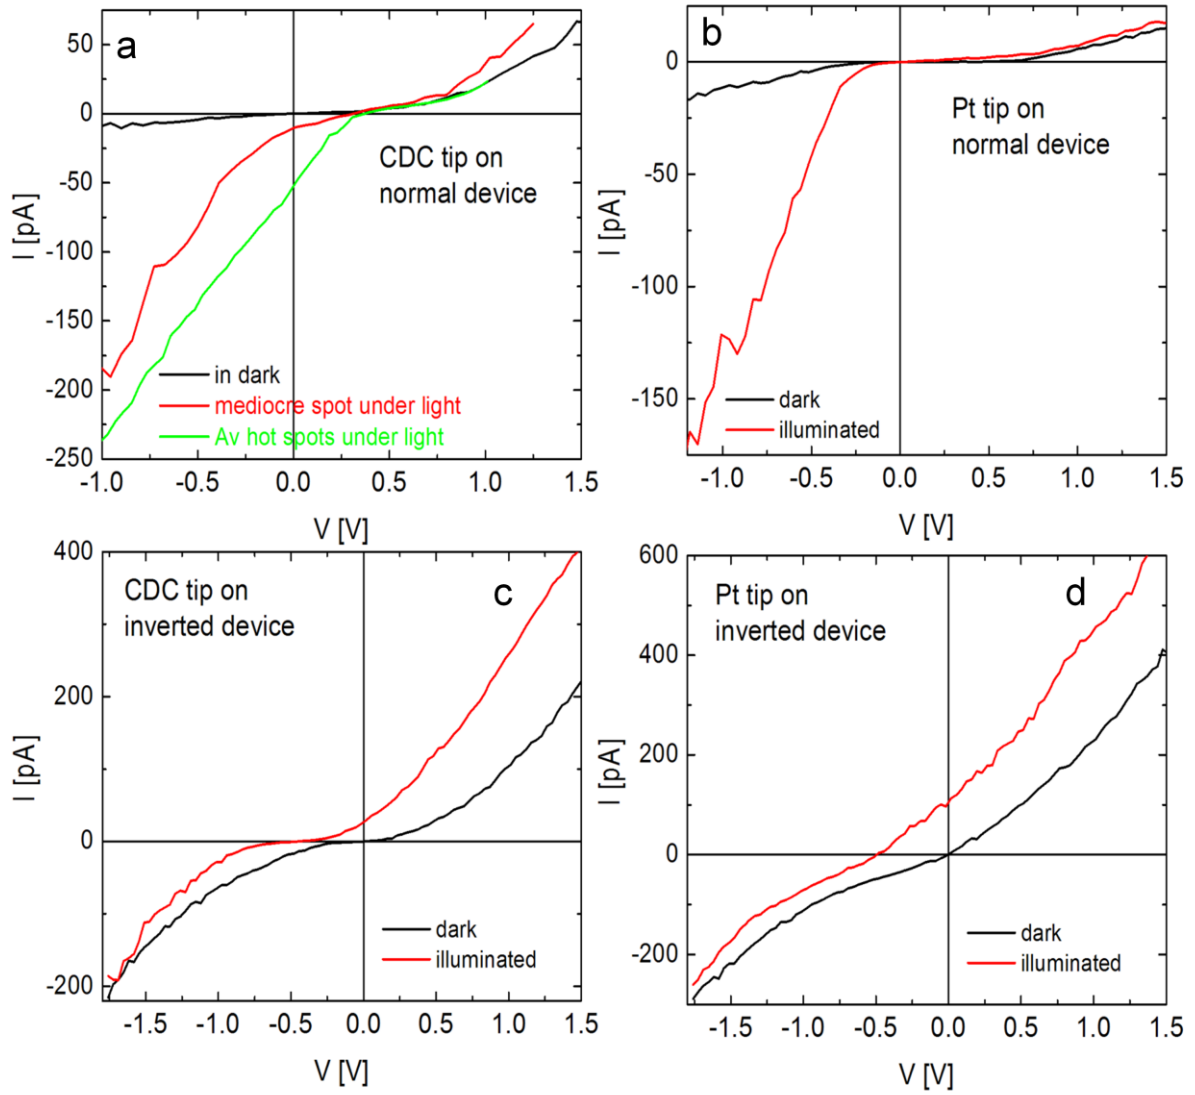 a
50
0
-50
-100
-150
-200
-250
I [pA]
CDC tip on
normal device
in dark
mediocre spot under light
Av hot spots under light
-1.0 -0.5 0.0 0.5 1.0 1.5
V [V]
b
0
-50
-100
-150
I [pA]
Pt tip on
normal device
dark
illuminated
-1.0 -0.5 0.0 0.5 1.0 1.5
V [V]
400
200
0
-200
I [pA]
CDC tip on
inverted device
c
dark
illuminated
-1.5 -1.0 -0.5 0.0 0.5 1.0 1.5
V [V]
600
400
200
0
-200
I [pA]
Pt tip on
inverted device
d
dark
illuminated
-1.5 -1.0 -0.5 0.0 0.5 1.0 1.5
V [V]